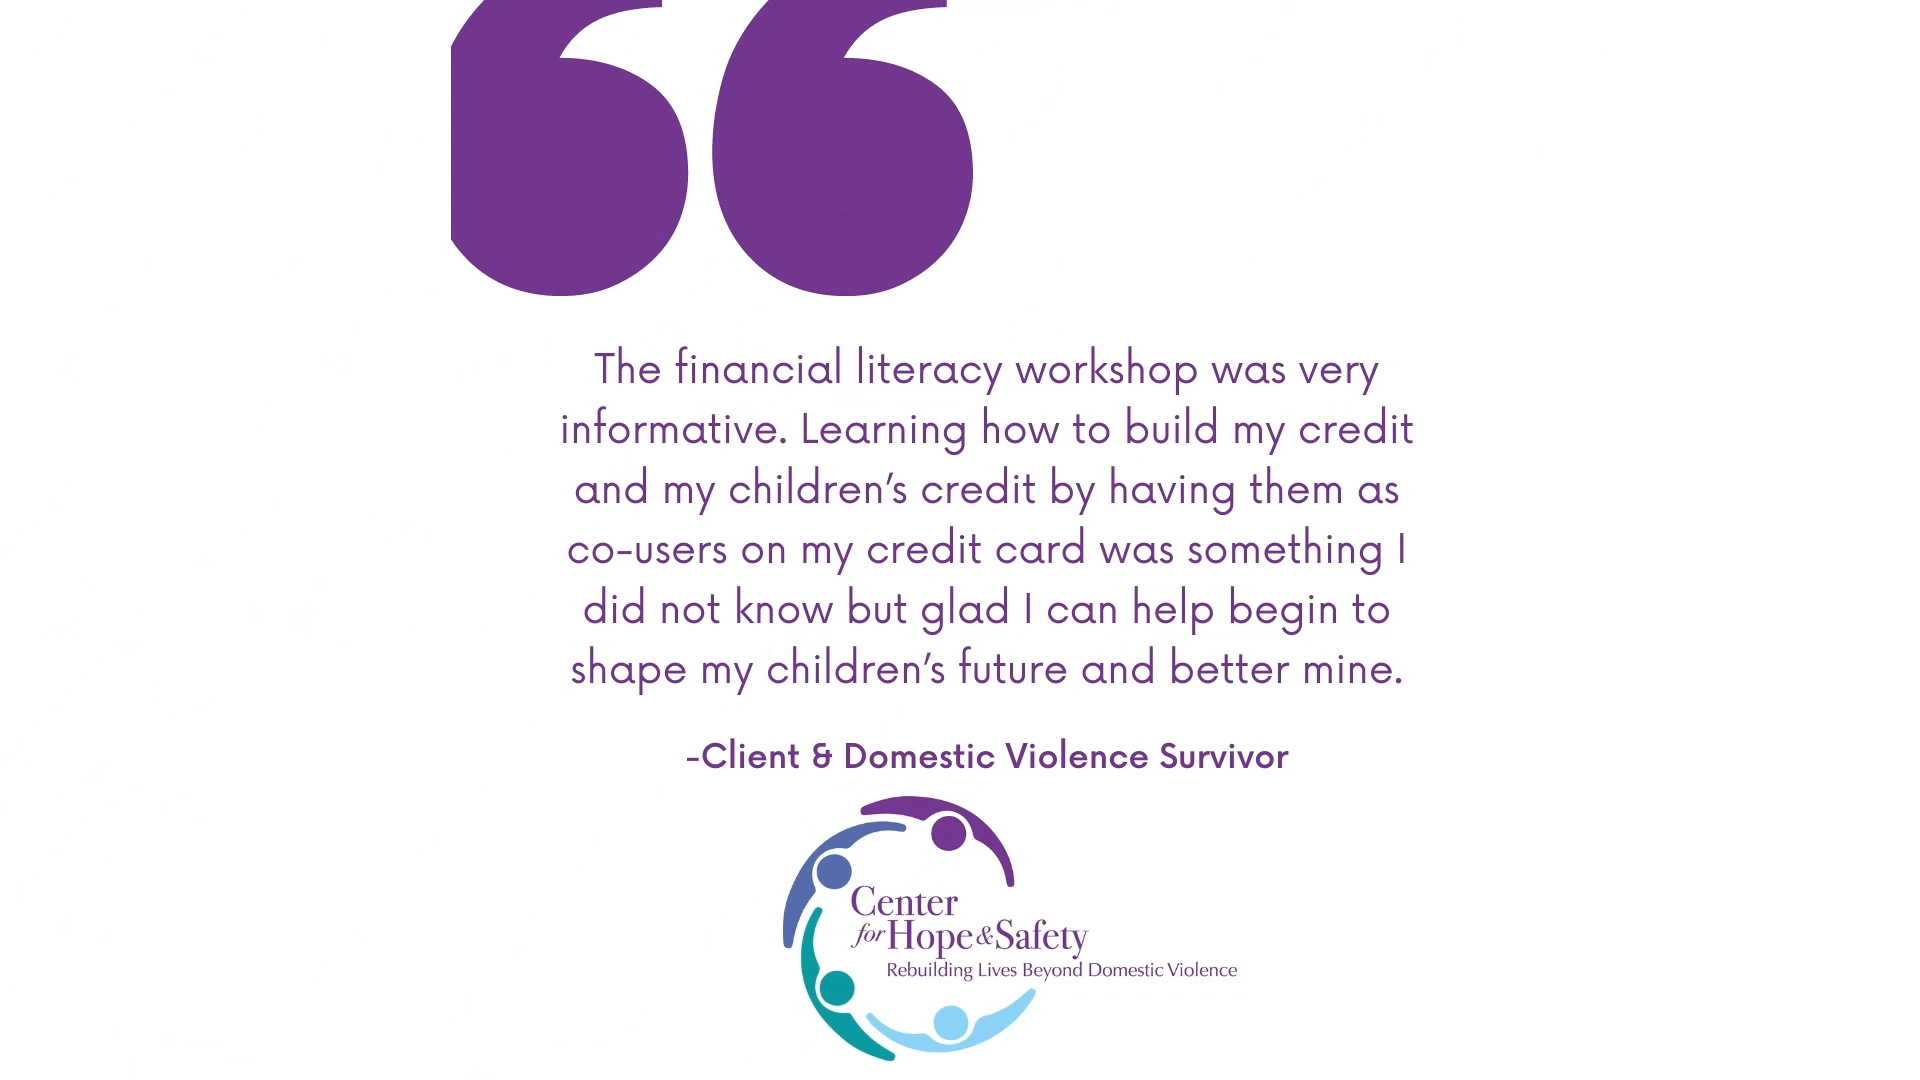 The financial literacy workshop was very
informative. Learning how to build my credit
and my children's credit by having them as
co-users on my credit card was something I
did not know but glad I can help begin to
shape my children's future and better mine.
-Client & Domestic Violence Survivor
Center
for Hope & Safety
Rebuilding Lives Beyond Domestic Violence